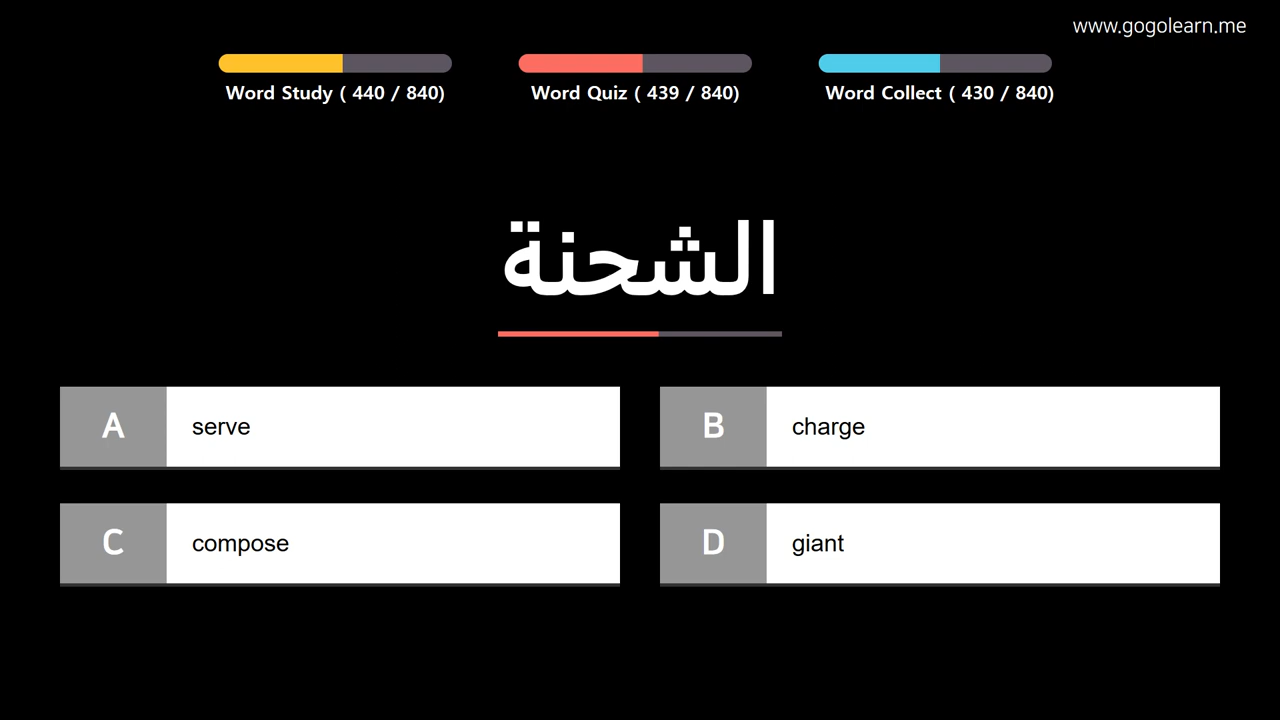 www.gogolearn.me
Word Study ( 440 / 840)
Word Quiz ( 439 / 840)
Word Collect ( 430 / 840)
الشحنة
A serve
B charge
C compose
D giant